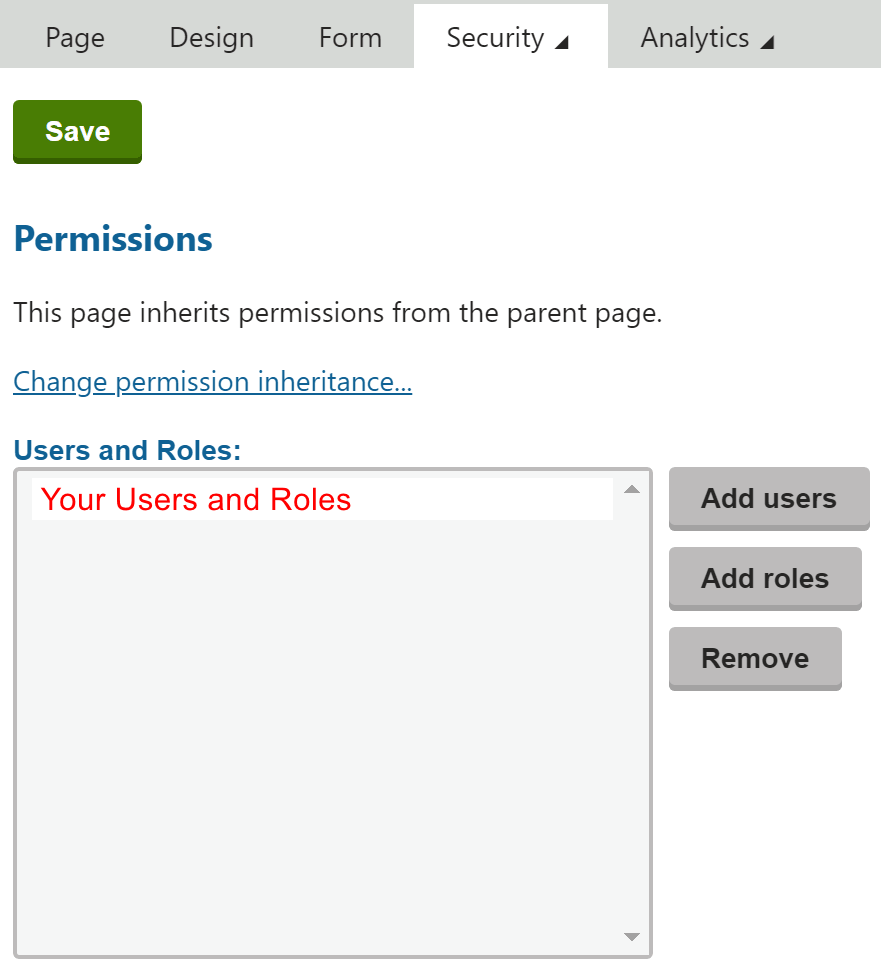 Page Design Form Security Analytics
Save
Permissions
This page inherits permissions from the parent page.
Change permission inheritance...
Users and Roles:
Your Users and Roles
Add users
Add roles
Remove